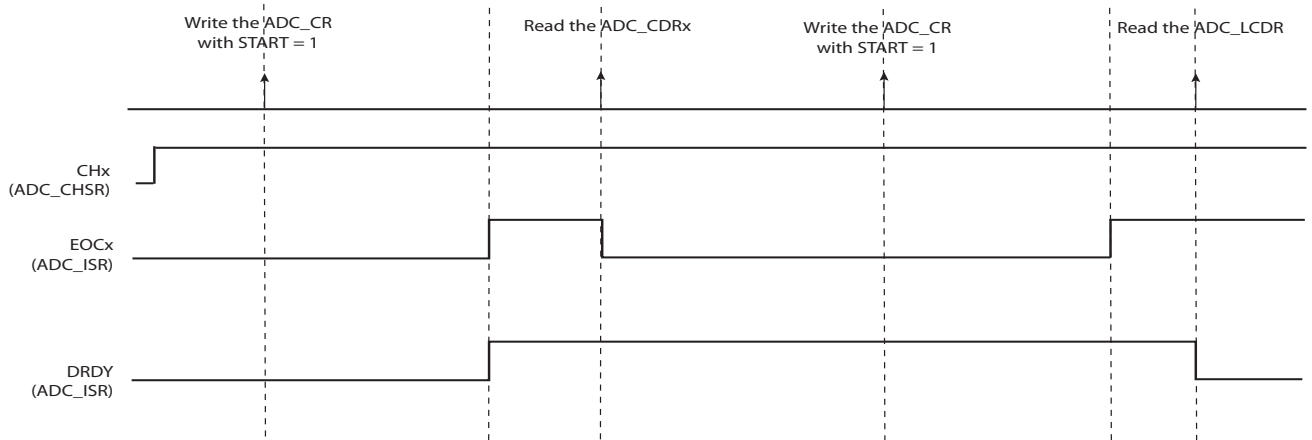 Write the ADC_CR
with START = 1
Read the ADC_CDRx
Write the ADC_CR
with START = 1
Read the ADC_LCDR
CHx
(ADC_CHSR)
EOCx
(ADC_ISR)
DRDY
(ADC_ISR)